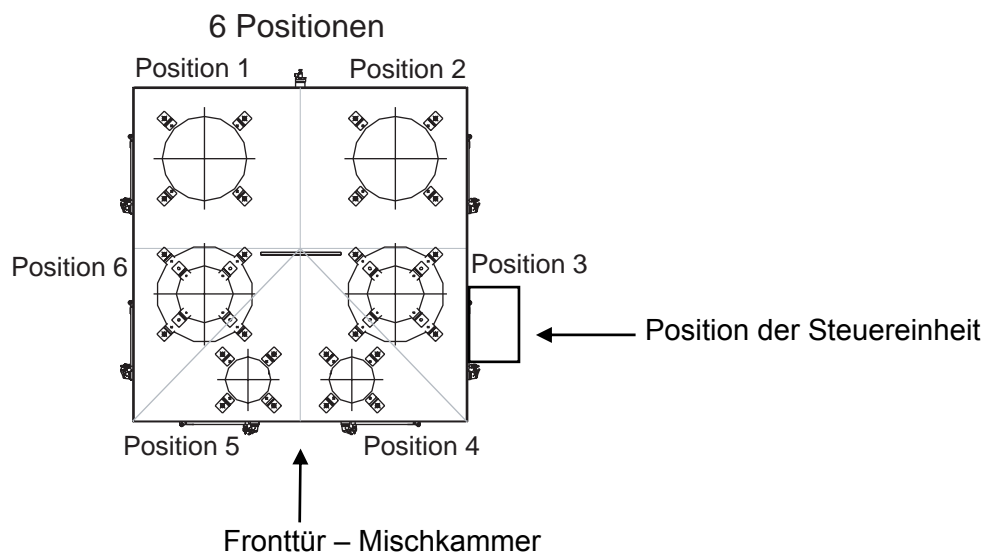 6 Positionen
Position 1
Position 2
Position 6
Position 3
Position der Steuereinheit
Position 5
Position 4
Fronttür – Mischkammer